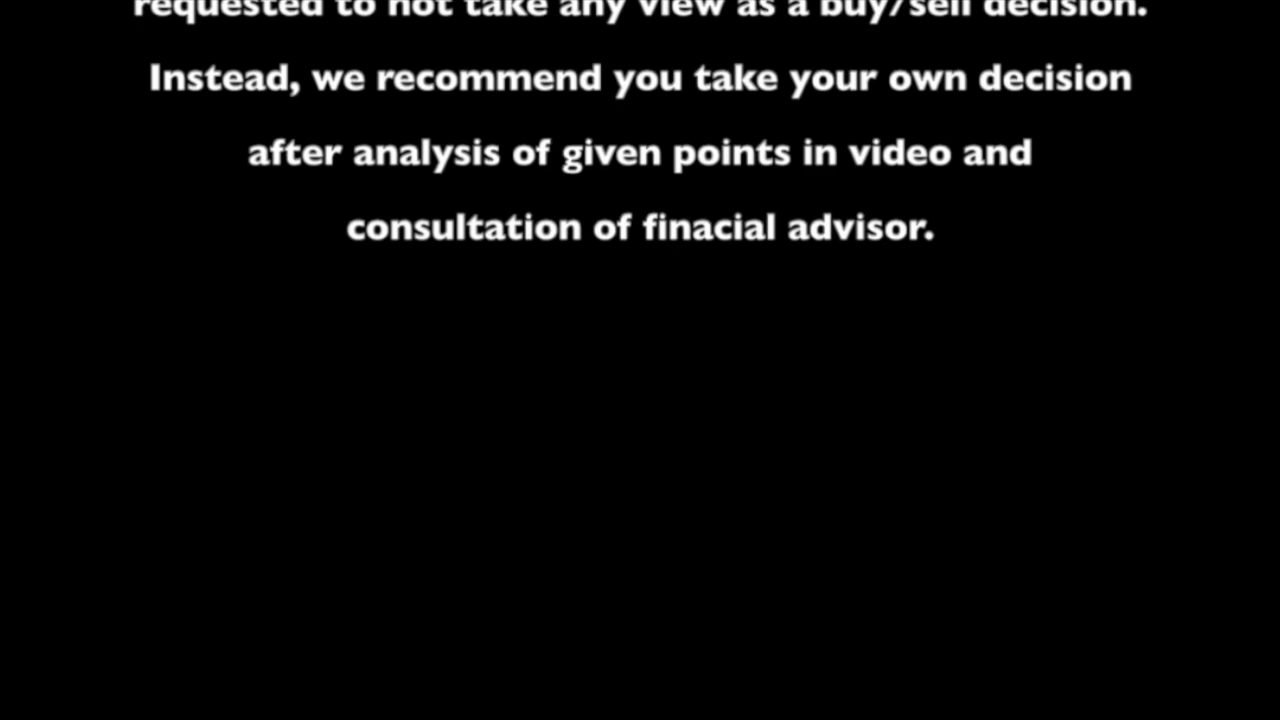 requested to not take any view as a buy/sell decision.
Instead, we recommend you take your own decision
after analysis of given points in video and
consultation of finacial advisor.